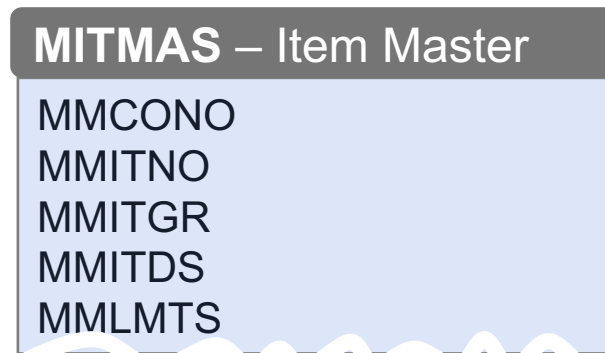 MITMAS – Item Master
MMCONO
MMITNO
MMITGR
MMITDS
MMLMTS